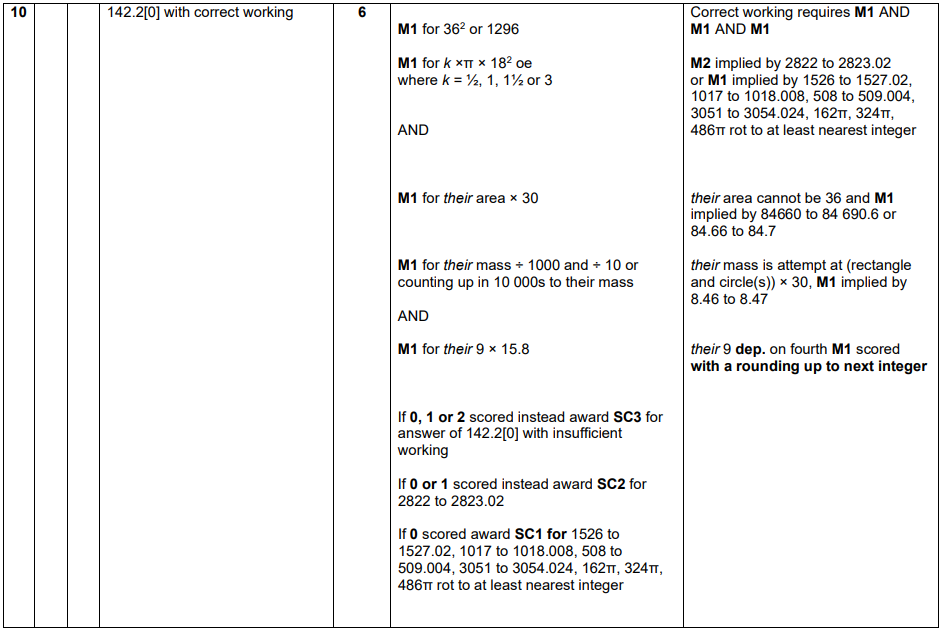 10
142.2[0] with correct working
6
M1 for 36² or 1296
M1 for k ×π × 18² oe
where k = ½, 1, 1½ or 3
AND
M1 for their area × 30
M1 for their mass ÷ 1000 and ÷ 10 or
counting up in 10 000s to their mass
AND
M1 for their 9 × 15.8
If 0, 1 or 2 scored instead award SC3 for
answer of 142.2[0] with insufficient
working
If 0 or 1 scored instead award SC2 for
2822 to 2823.02
If 0 scored award SC1 for 1526 to
1527.02, 1017 to 1018.008, 508 to
509.004, 3051 to 3054.024, 162π, 324π,
486π rot to at least nearest integer
Correct working requires M1 AND
M1 AND M1
M2 implied by 2822 to 2823.02
or M1 implied by 1526 to 1527.02,
1017 to 1018.008, 508 to 509.004,
3051 to 3054.024, 162π, 324π,
486π rot to at least nearest integer
their area cannot be 36 and M1
implied by 84660 to 84 690.6 or
84.66 to 84.7
their mass is attempt at (rectangle
and circle(s)) × 30, M1 implied by
8.46 to 8.47
their 9 dep. on fourth M1 scored
with a rounding up to next integer